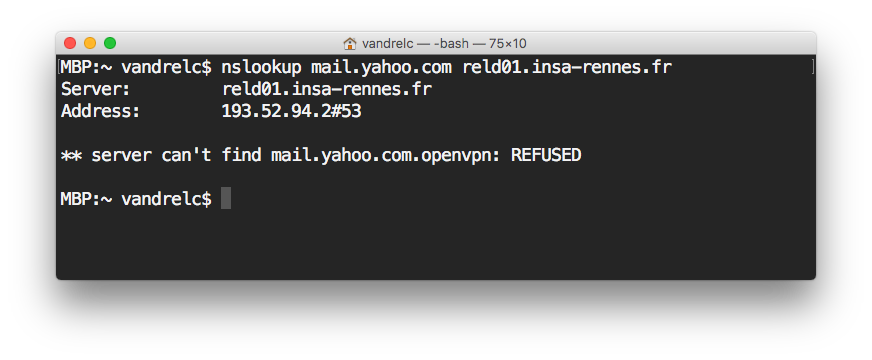 vandrelc — -bash — 75×10
MBP:~ vandrelc$ nslookup mail.yahoo.com reld01.insa-rennes.fr
Server: reld01.insa-rennes.fr
Address: 193.52.94.2#53
** server can't find mail.yahoo.com.openvpn: REFUSED
MBP:~ vandrelc$